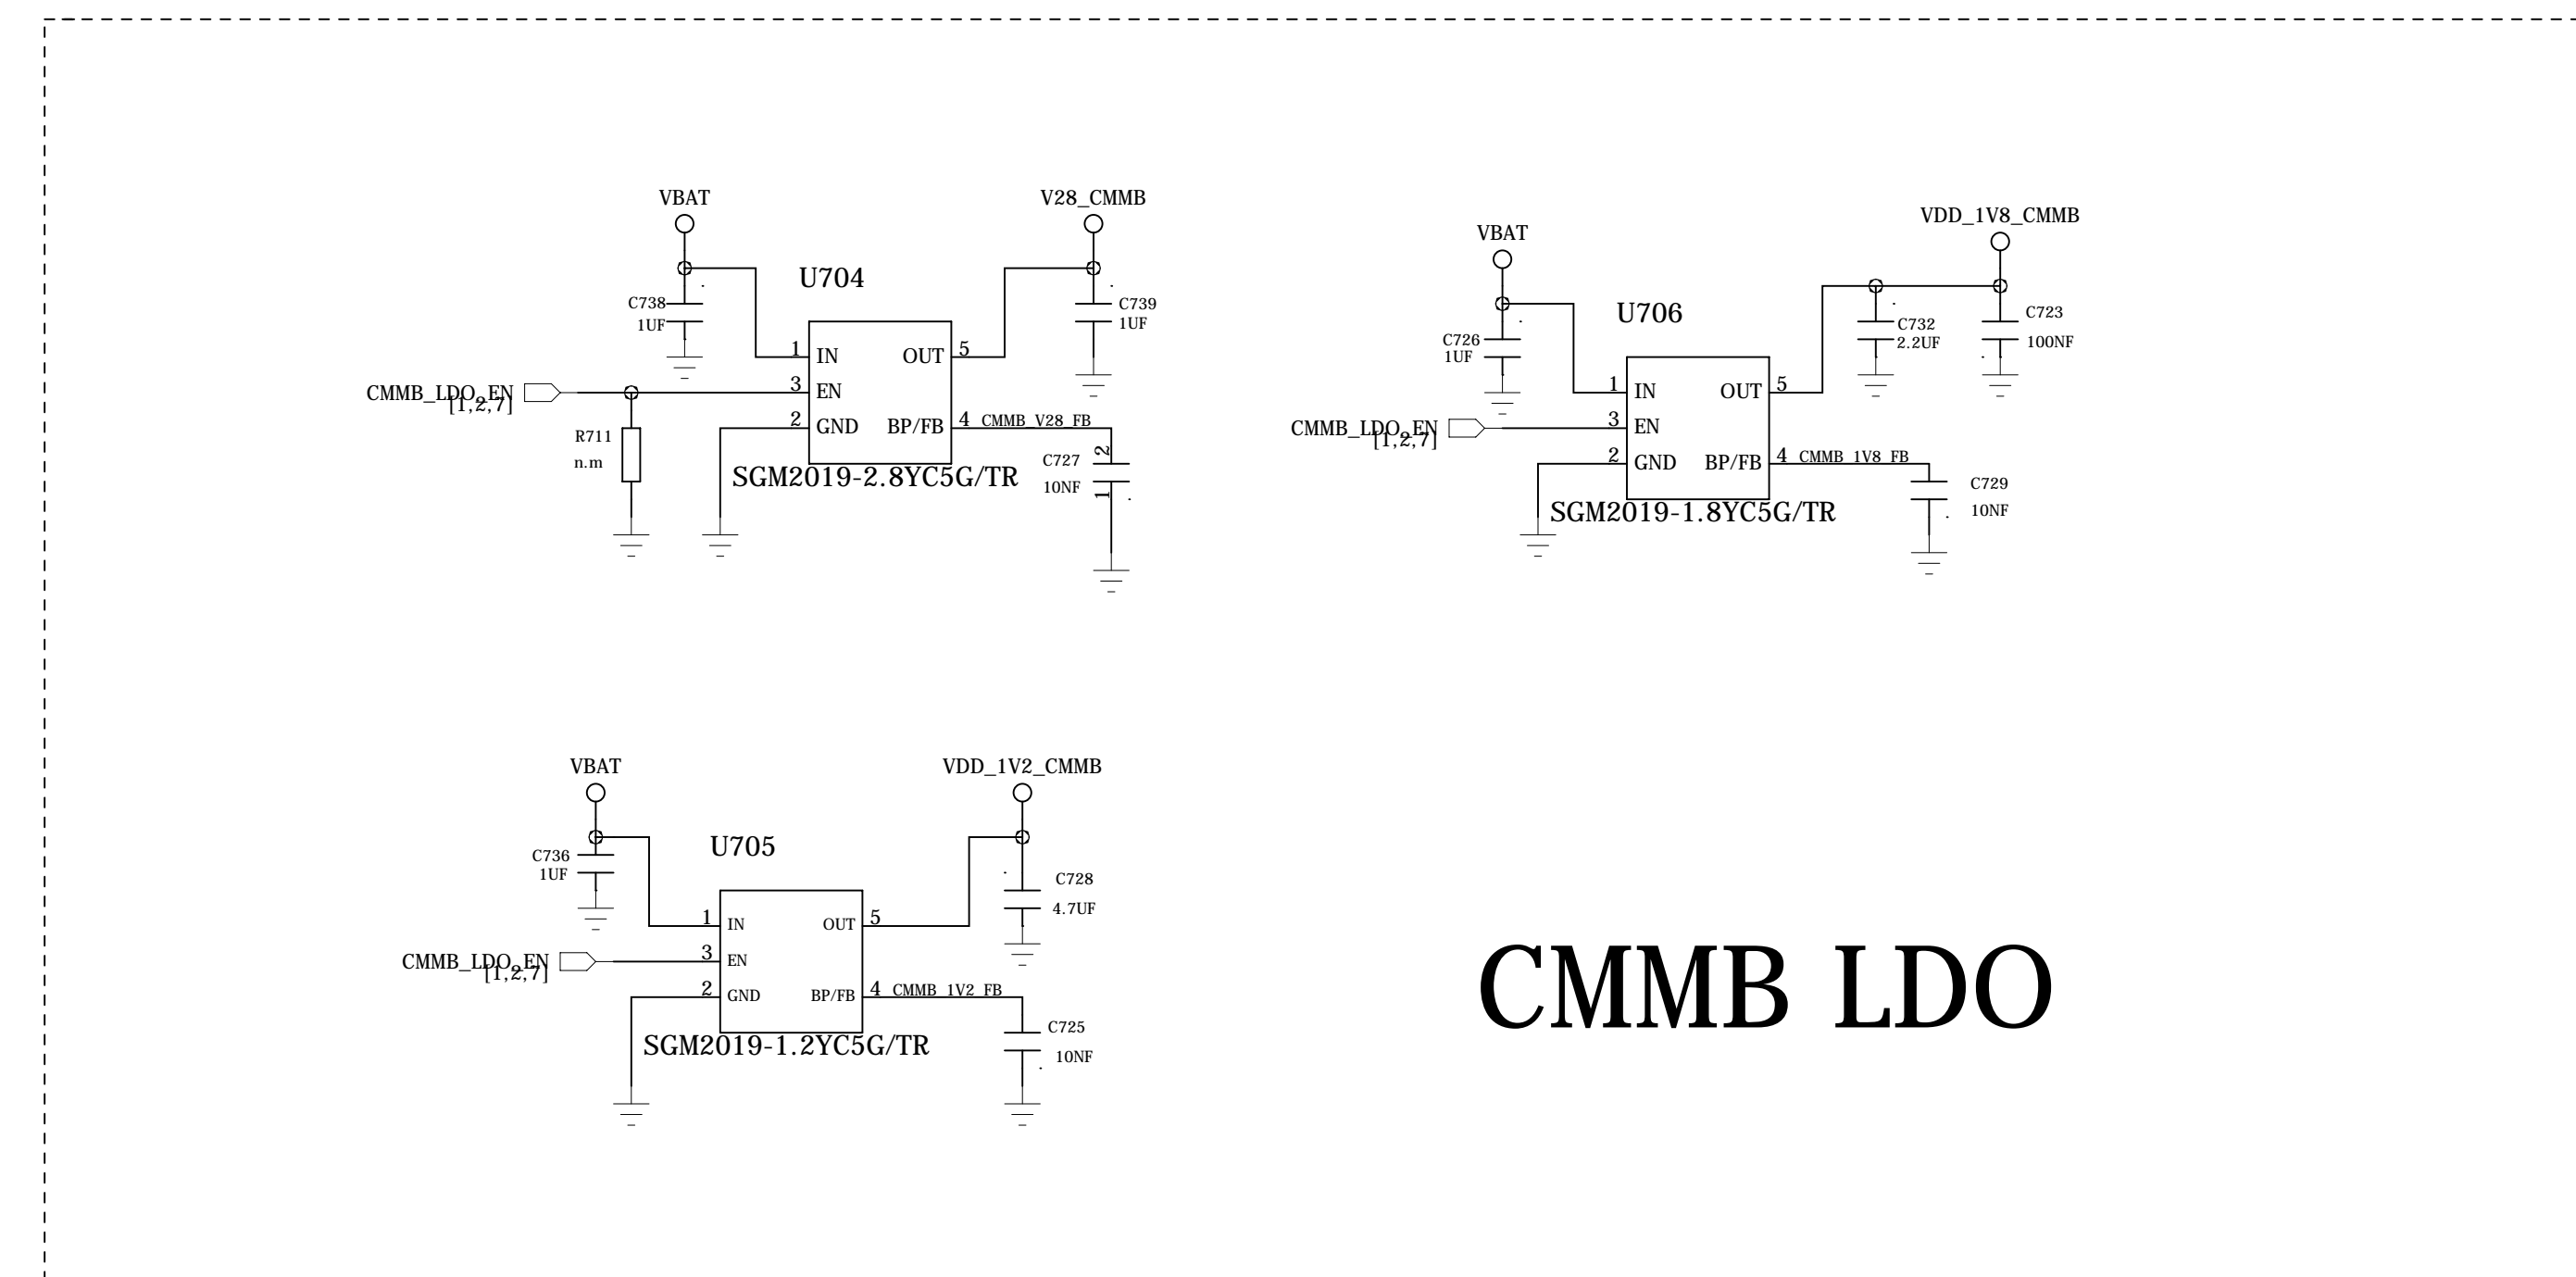 VBAT
V28_CMMB
U704
C738
1UF
C739
1UF
1 IN
OUT 5
CMMB_LDO_EN
[1,2,7]
3 EN
2 GND
BP/FB 4 CMMB_V28_FB
R711
n.m
C727
10NF
2
1
SGM2019-2.8YC5G/TR
VBAT
VDD_1V8_CMMB
U706
C726
1UF
C732
2.2UF
C723
100NF
1 IN
OUT 5
CMMB_LDO_EN
[1,2,7]
3 EN
2 GND
BP/FB 4 CMMB_1V8_FB
C729
10NF
SGM2019-1.8YC5G/TR
VBAT
VDD_1V2_CMMB
U705
C736
1UF
C728
4.7UF
1 IN
OUT 5
CMMB_LDO_EN
[1,2,7]
3 EN
2 GND
BP/FB 4 CMMB_1V2_FB
C725
10NF
SGM2019-1.2YC5G/TR
CMMB LDO